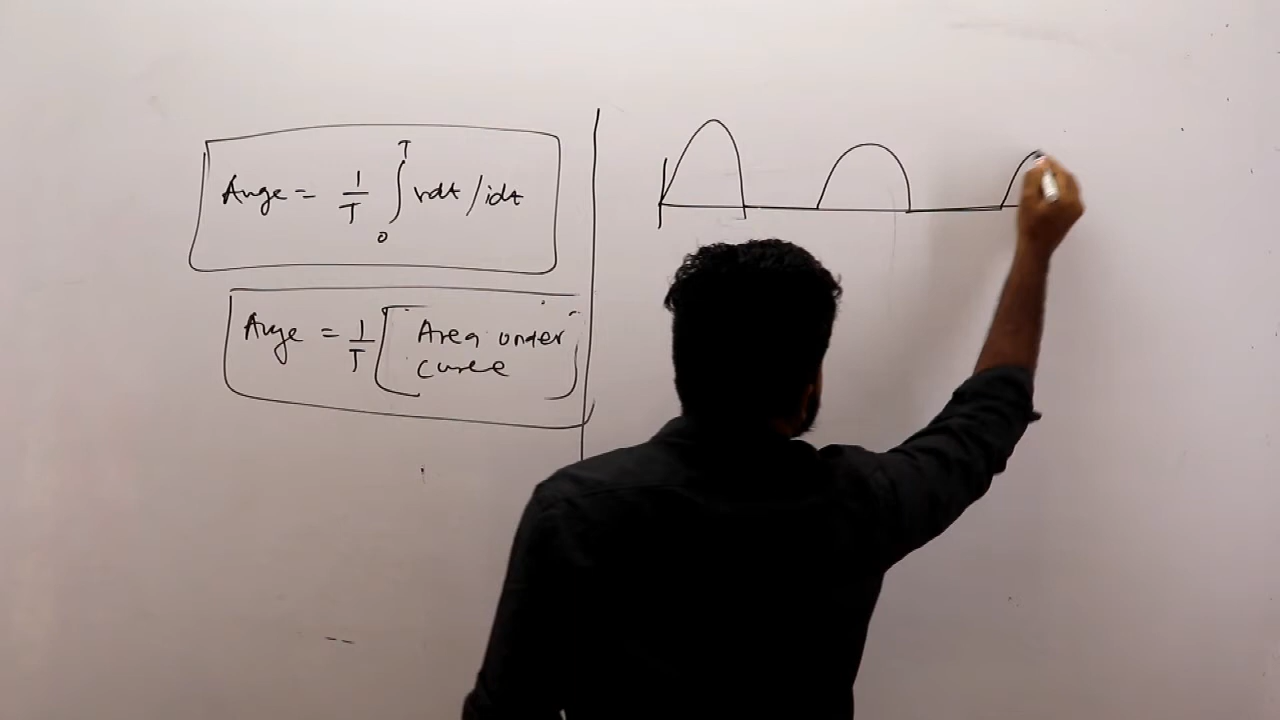 Avge = 1/T ∫₀ᵀ vdt / idt
Avge = 1/T [ Area under
curve ]